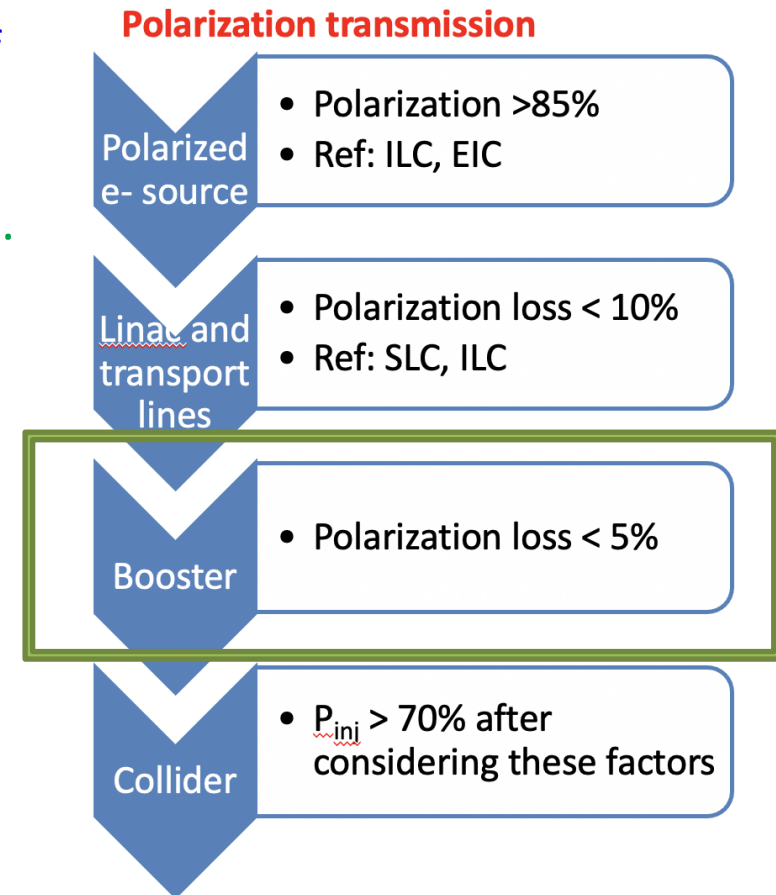 Polarization transmission
Polarized
e- source
• Polarization >85%
• Ref: ILC, EIC
Linac and
transport
lines
• Polarization loss < 10%
• Ref: SLC, ILC
Booster
• Polarization loss < 5%
Collider
• Pinj > 70% after
considering these factors